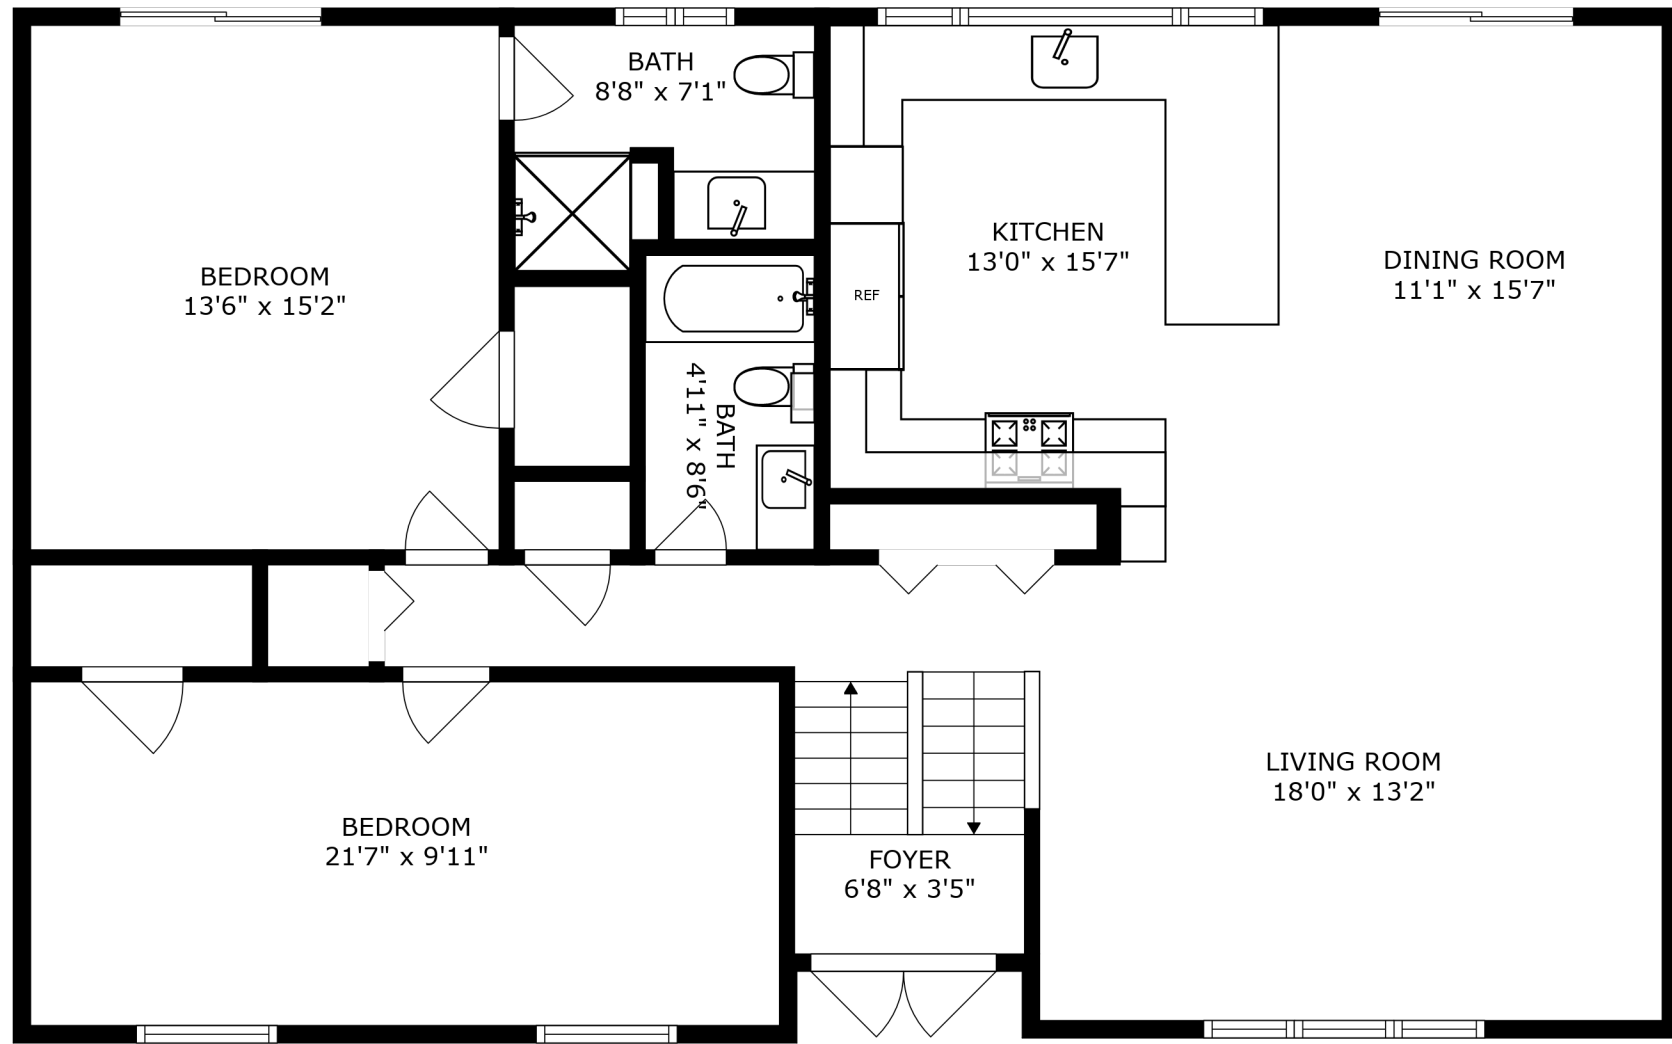 BATH
8'8" x 7'1"
KITCHEN
13'0" x 15'7"
DINING ROOM
11'1" x 15'7"
BEDROOM
13'6" x 15'2"
REF
BATH
4'11" x 8'6"
LIVING ROOM
18'0" x 13'2"
BEDROOM
21'7" x 9'11"
FOYER
6'8" x 3'5"